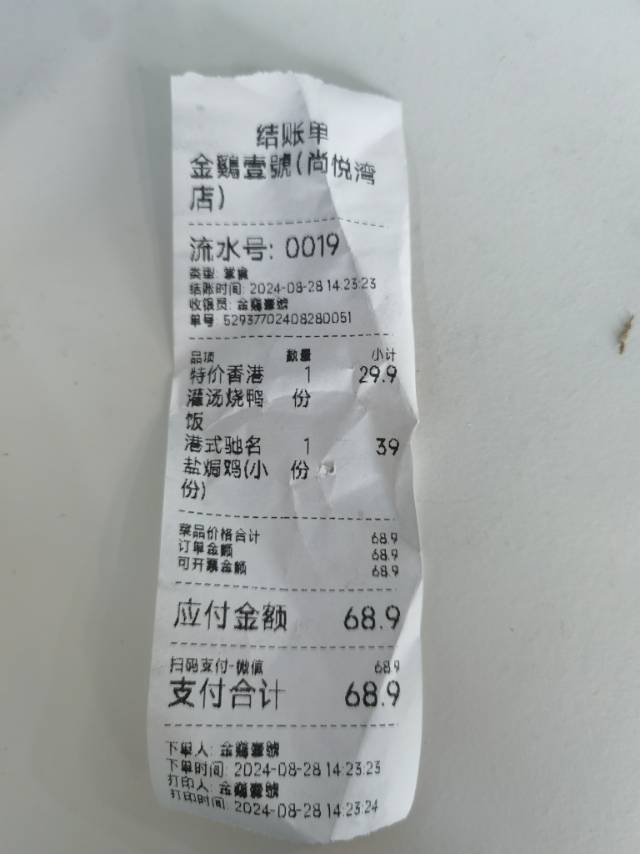 结账单
金鷄壹號(尚悦湾
店)
流水号: 0019
类型: 堂食
结账时间: 2024-08-28 14:23:23
收银员: 金鷄壹號
单号: 52937702408280051
品项 数量 小计
特价香港 1 29.9
灌汤烧鸭 份
饭
港式驰名 1 39
盐焗鸡(小 份
份)
菜品价格合计 68.9
订单金额 68.9
可开票金额 68.9
应付金额 68.9
扫码支付-微信 68.9
支付合计 68.9
下单人: 金鷄壹號
下单时间: 2024-08-28 14:23:23
打印人: 金鷄壹號
打印时间: 2024-08-28 14:23:24